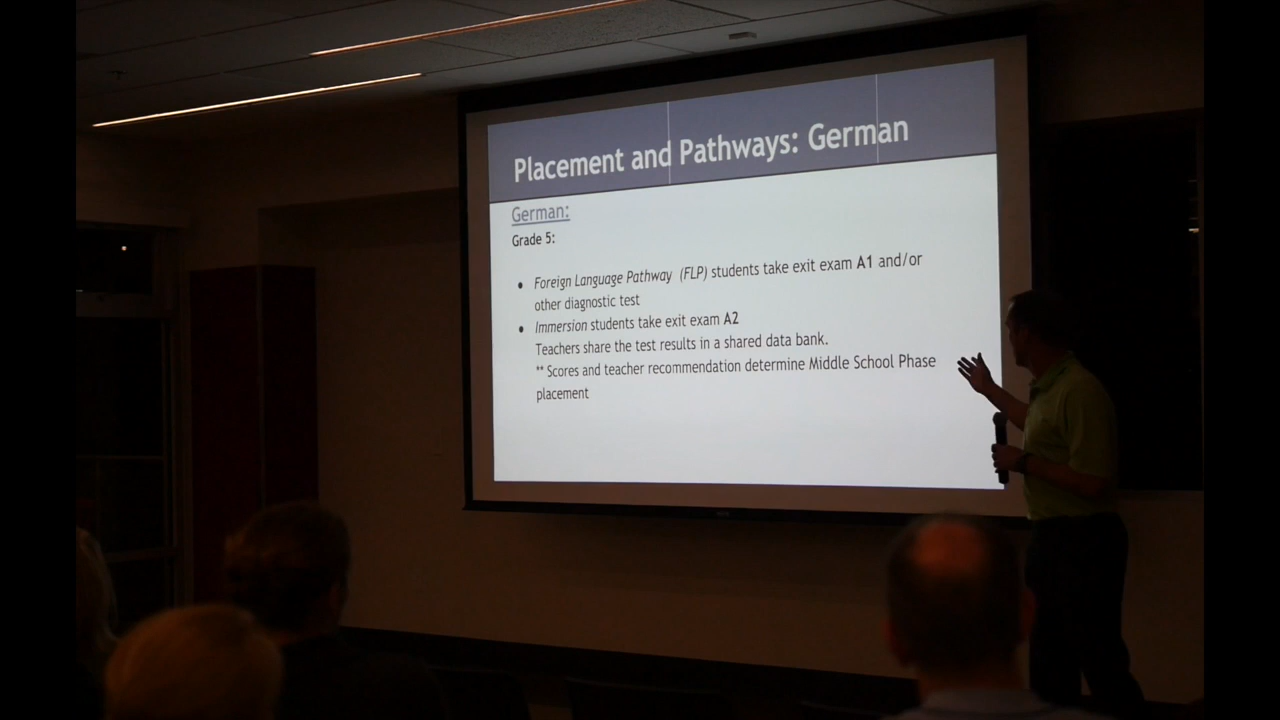 Placement and Pathways: German
German:
Grade 5:
• Foreign Language Pathway (FLP) students take exit exam A1 and/or
other diagnostic test
• Immersion students take exit exam A2
Teachers share the test results in a shared data bank.
** Scores and teacher recommendation determine Middle School Phase
placement